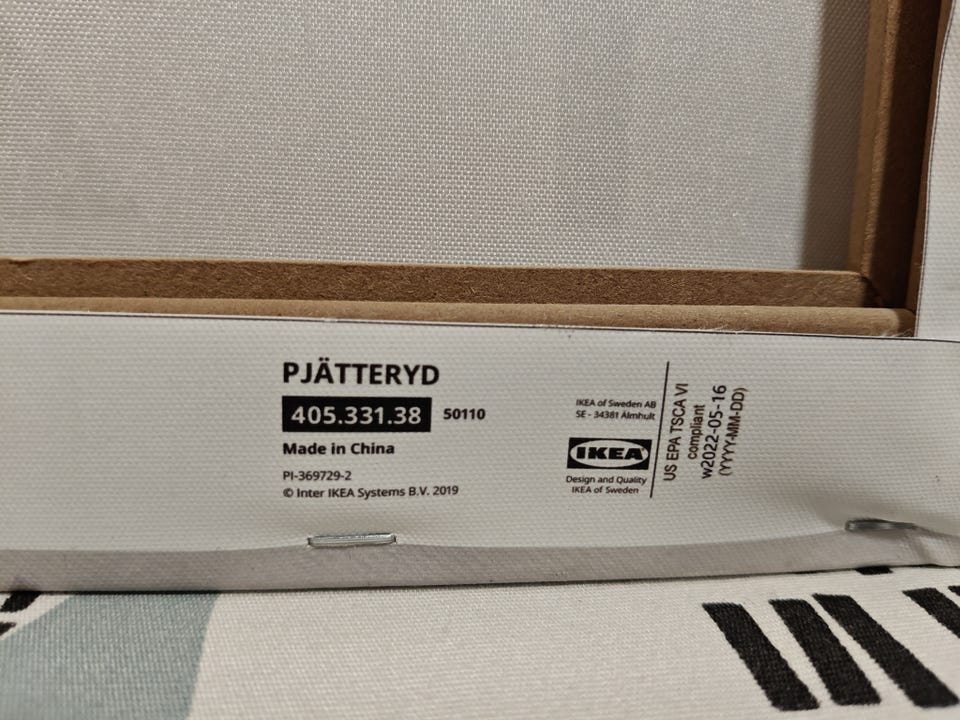 PJÄTTERYD
405.331.38 50110
Made in China
PI-369729-2
© Inter IKEA Systems B.V. 2019
IKEA of Sweden AB
SE - 34381 Älmhult
IKEA
Design and Quality
IKEA of Sweden
US EPA TSCA VI
compliant
w2022-05-16
(YYYY-MM-DD)